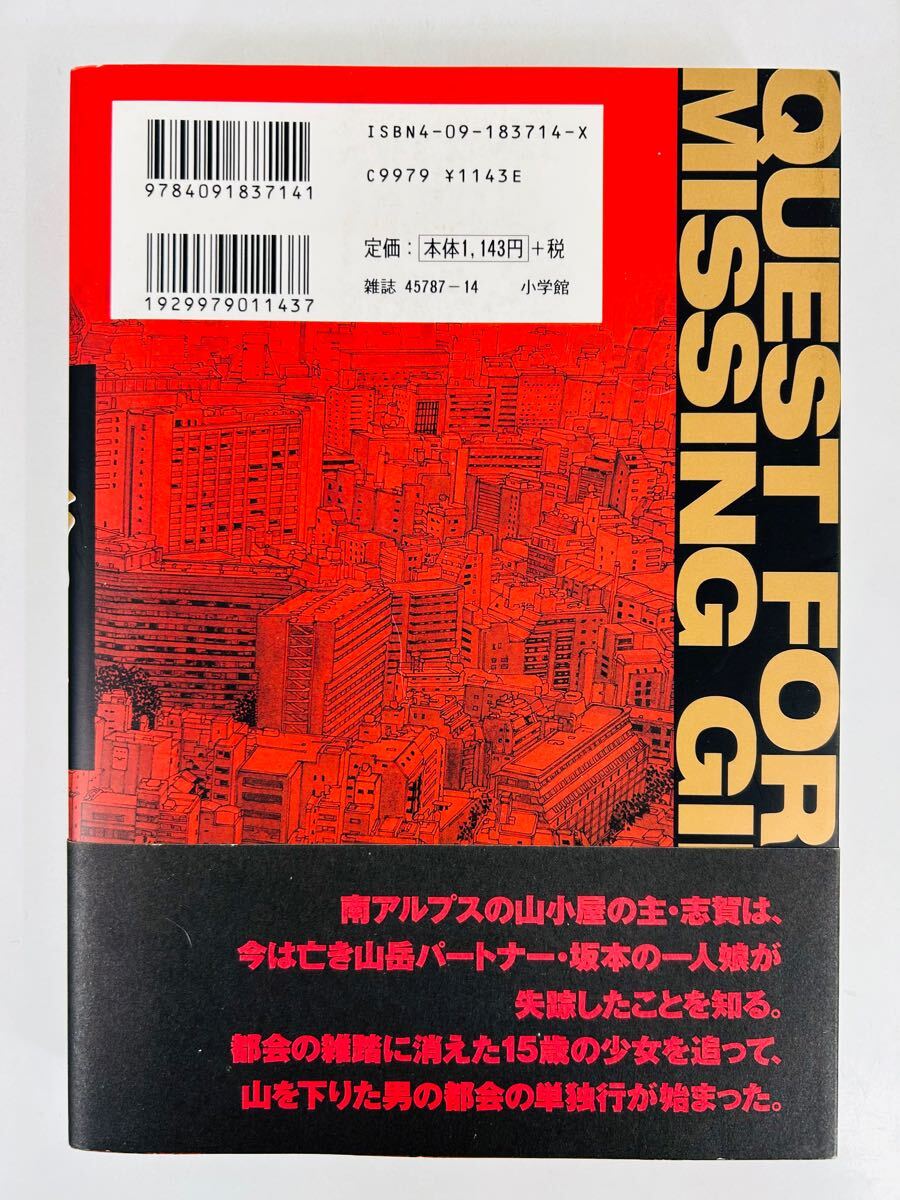 ISBN4-09-183714-X
9784091837141
C9979 ¥1143E
定価：本体1,143円+税
1929979011437
雑誌 45787-14 小学館
QUEST FOR
MISSING GI
南アルプスの山小屋の主・志賀は、
今は亡き山岳パートナー・坂本の一人娘が
失踪したことを知る。
都会の雑踏に消えた15歳の少女を追って、
山を下りた男の都会の単独行が始まった。